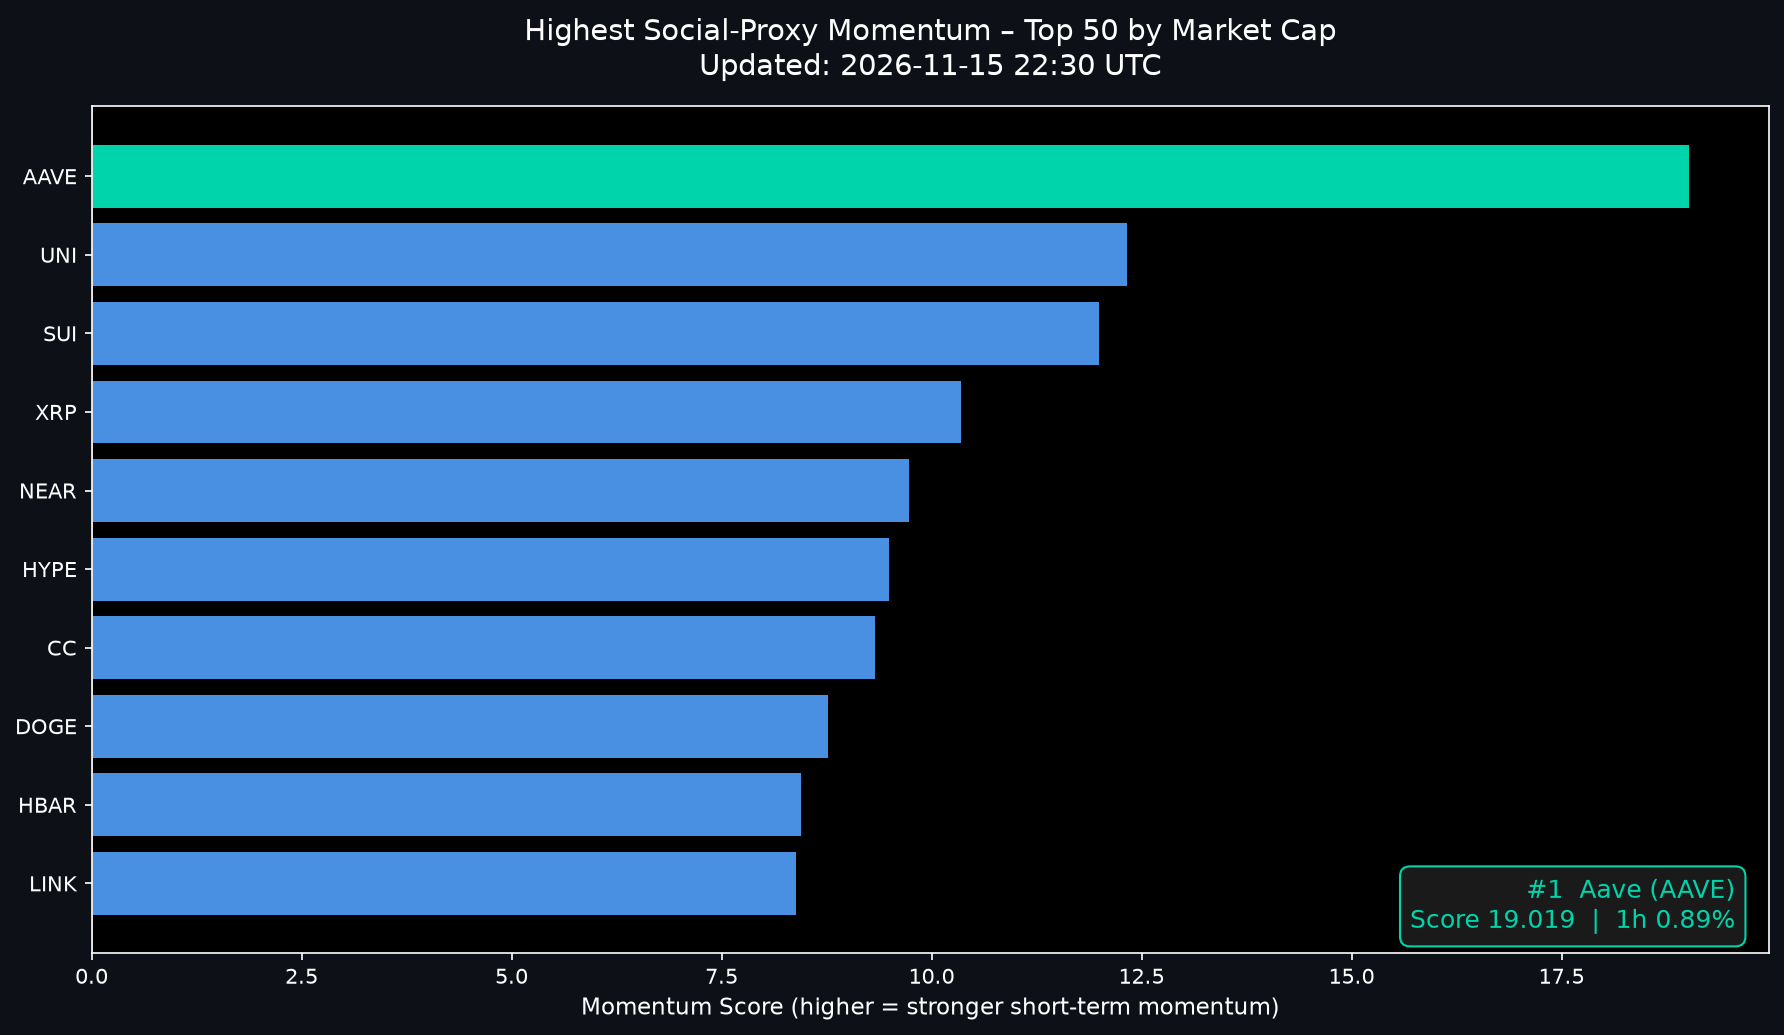 Highest Social-Proxy Momentum – Top 50 by Market Cap
Updated: 2026-11-15 22:30 UTC
AAVE
UNI
SUI
XRP
NEAR
HYPE
CC
DOGE
HBAR
LINK
#1  Aave (AAVE)
Score 19.019  |  1h 0.89%
0.0 2.5 5.0 7.5 10.0 12.5 15.0 17.5
Momentum Score (higher = stronger short-term momentum)